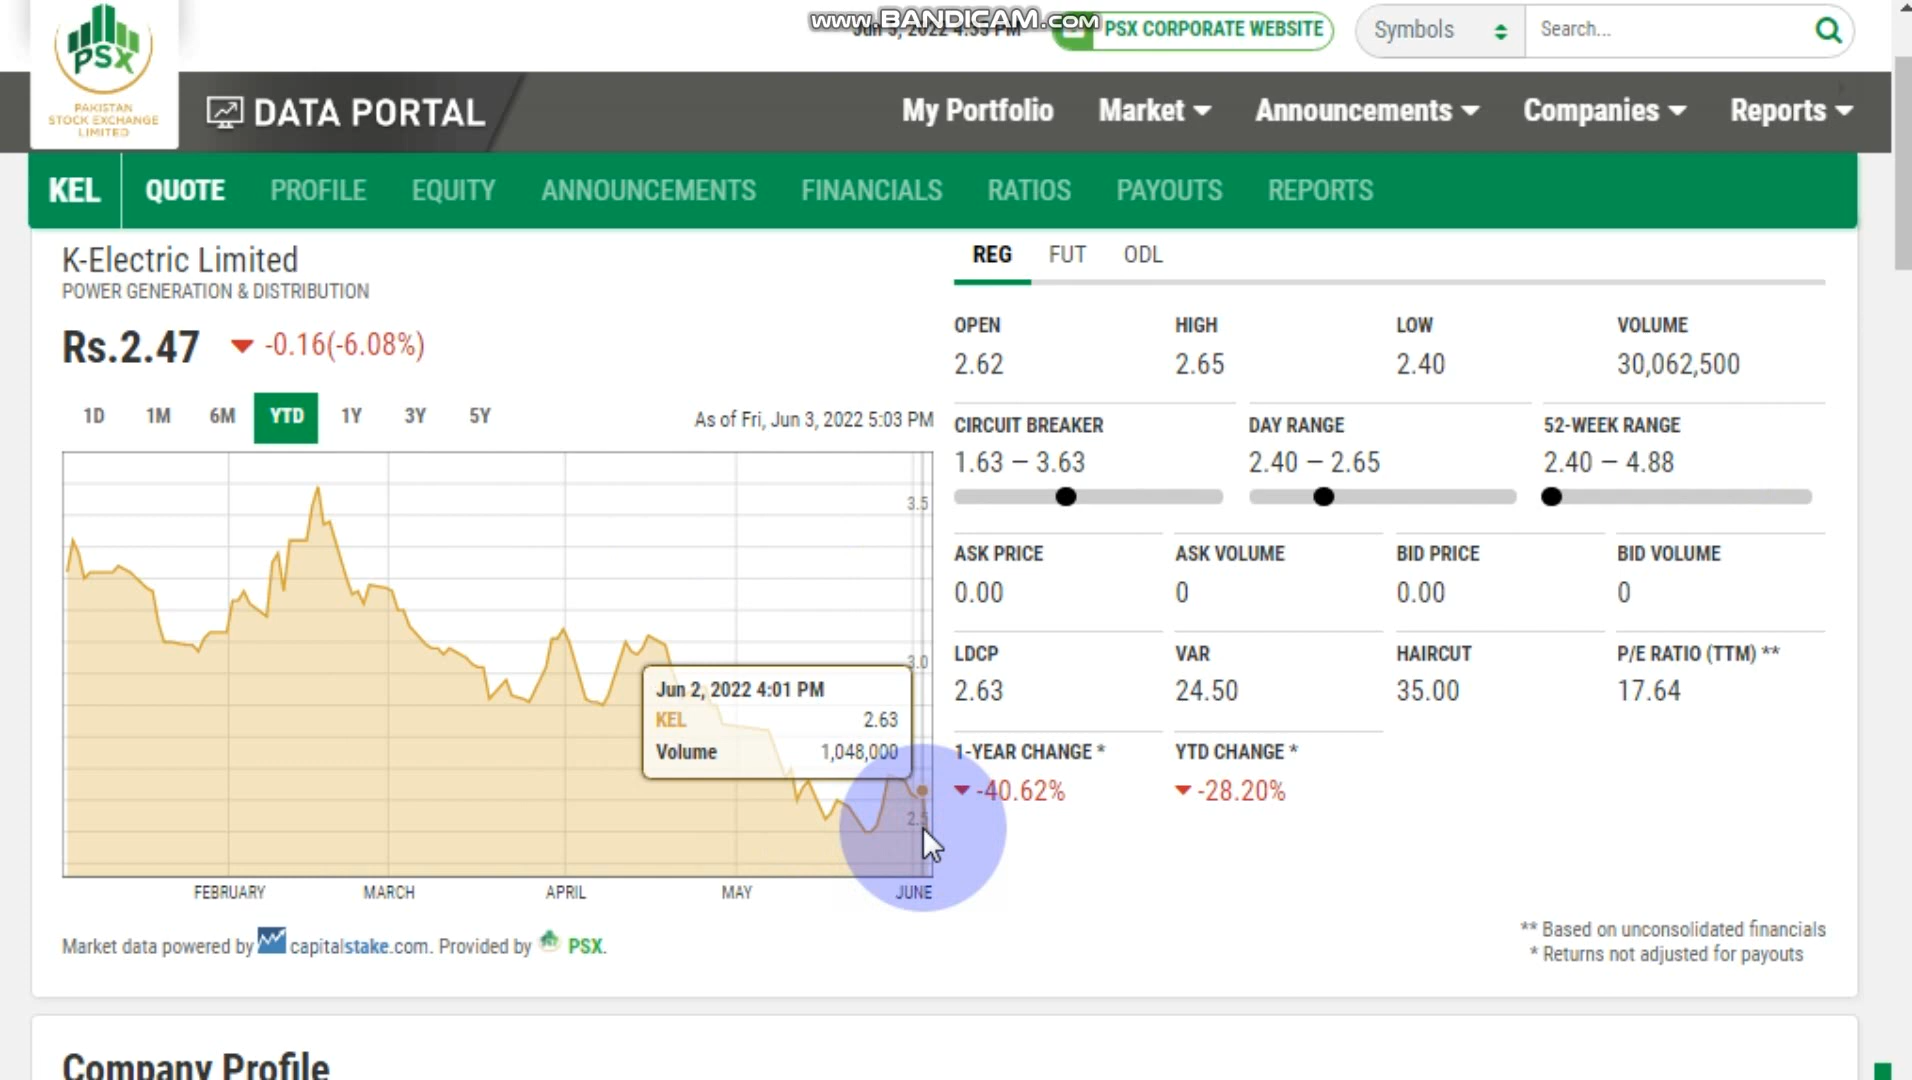 www.BANDICAM.com
Jun 5, 2022 4:55 PM
PSX CORPORATE WEBSITE
Symbols
Search...
PSX
PAKISTAN
STOCK EXCHANGE
LIMITED
DATA PORTAL
My Portfolio Market Announcements Companies Reports
KEL QUOTE PROFILE EQUITY ANNOUNCEMENTS FINANCIALS RATIOS PAYOUTS REPORTS
K-Electric Limited
POWER GENERATION & DISTRIBUTION
Rs.2.47 -0.16(-6.08%)
1D 1M 6M YTD 1Y 3Y 5Y
As of Fri, Jun 3, 2022 5:03 PM
3.5
3.0
2.5
Jun 2, 2022 4:01 PM
KEL 2.63
Volume 1,048,000
FEBRUARY MARCH APRIL MAY JUNE
Market data powered by capitalstake.com. Provided by PSX.
REG FUT ODL
OPEN HIGH LOW VOLUME
2.62 2.65 2.40 30,062,500
CIRCUIT BREAKER DAY RANGE 52-WEEK RANGE
1.63 — 3.63 2.40 — 2.65 2.40 — 4.88
ASK PRICE ASK VOLUME BID PRICE BID VOLUME
0.00 0 0.00 0
LDCP VAR HAIRCUT P/E RATIO (TTM) **
2.63 24.50 35.00 17.64
1-YEAR CHANGE * YTD CHANGE *
-40.62% -28.20%
** Based on unconsolidated financials
* Returns not adjusted for payouts
Company Profile